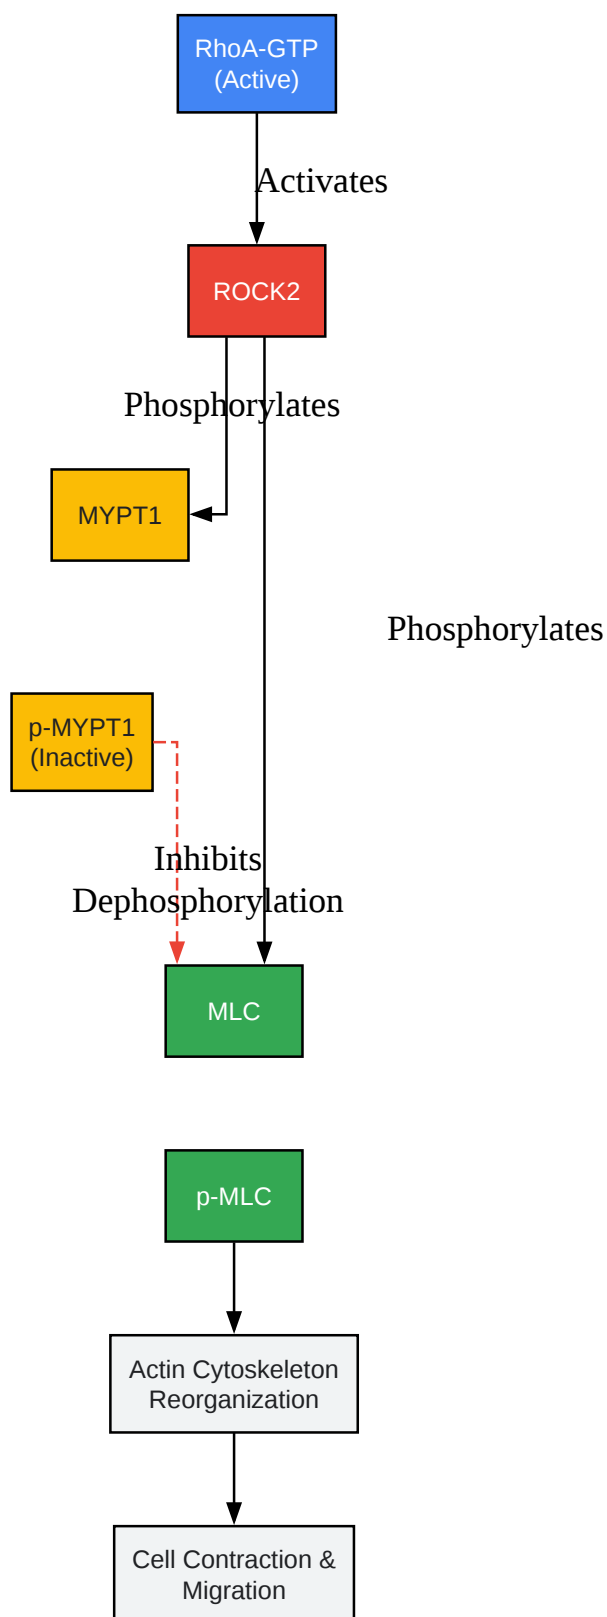 RhoA-GTP
(Active)
Activates
ROCK2
Phosphorylates
MYPT1
Phosphorylates
p-MYPT1
(Inactive)
Inhibits
Dephosphorylation
MLC
p-MLC
Actin Cytoskeleton
Reorganization
Cell Contraction &
Migration